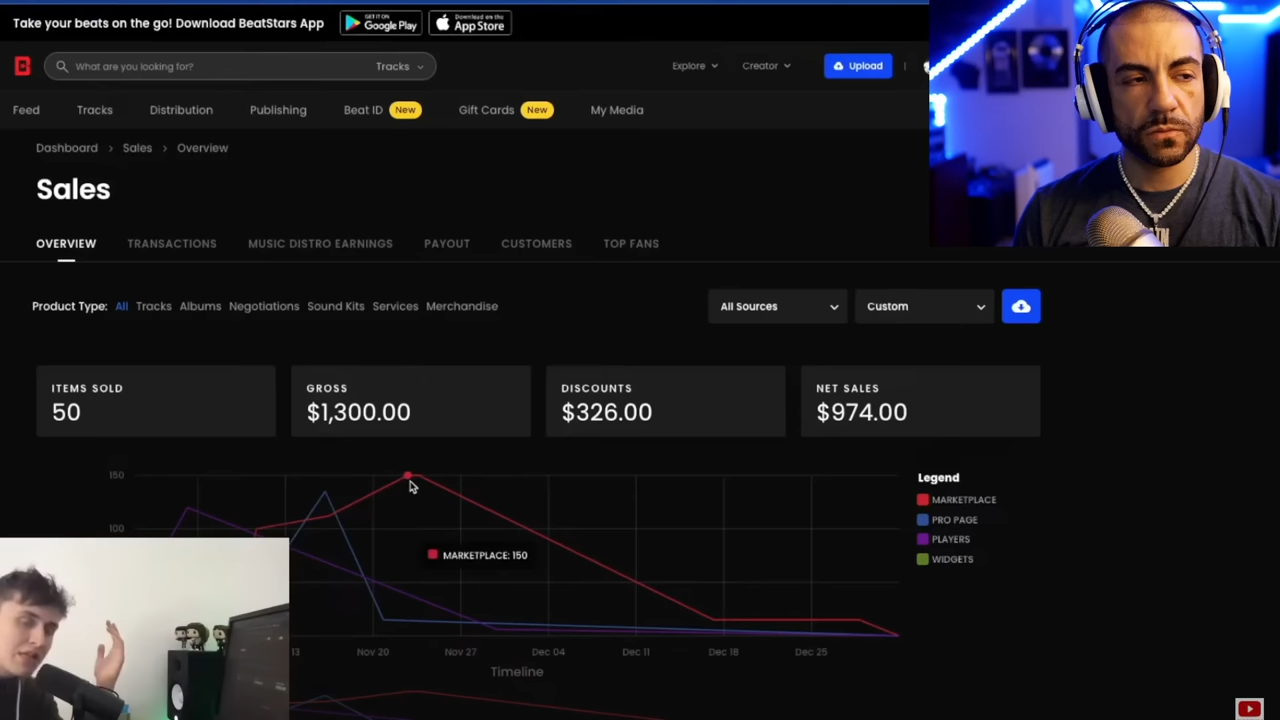 Take your beats on the go! Download BeatStars App
GET IT ON Google Play
Download on the App Store
What are you looking for?
Tracks
Explore
Creator
Upload
Feed
Tracks
Distribution
Publishing
Beat ID New
Gift Cards New
My Media
Dashboard > Sales > Overview
Sales
OVERVIEW
TRANSACTIONS
MUSIC DISTRO EARNINGS
PAYOUT
CUSTOMERS
TOP FANS
Product Type: All Tracks Albums Negotiations Sound Kits Services Merchandise
All Sources
Custom
ITEMS SOLD
50
GROSS
$1,300.00
DISCOUNTS
$326.00
NET SALES
$974.00
150
100
MARKETPLACE: 150
Legend
MARKETPLACE
PRO PAGE
PLAYERS
WIDGETS
13
Nov 20
Nov 27
Dec 04
Dec 11
Dec 18
Dec 25
Timeline